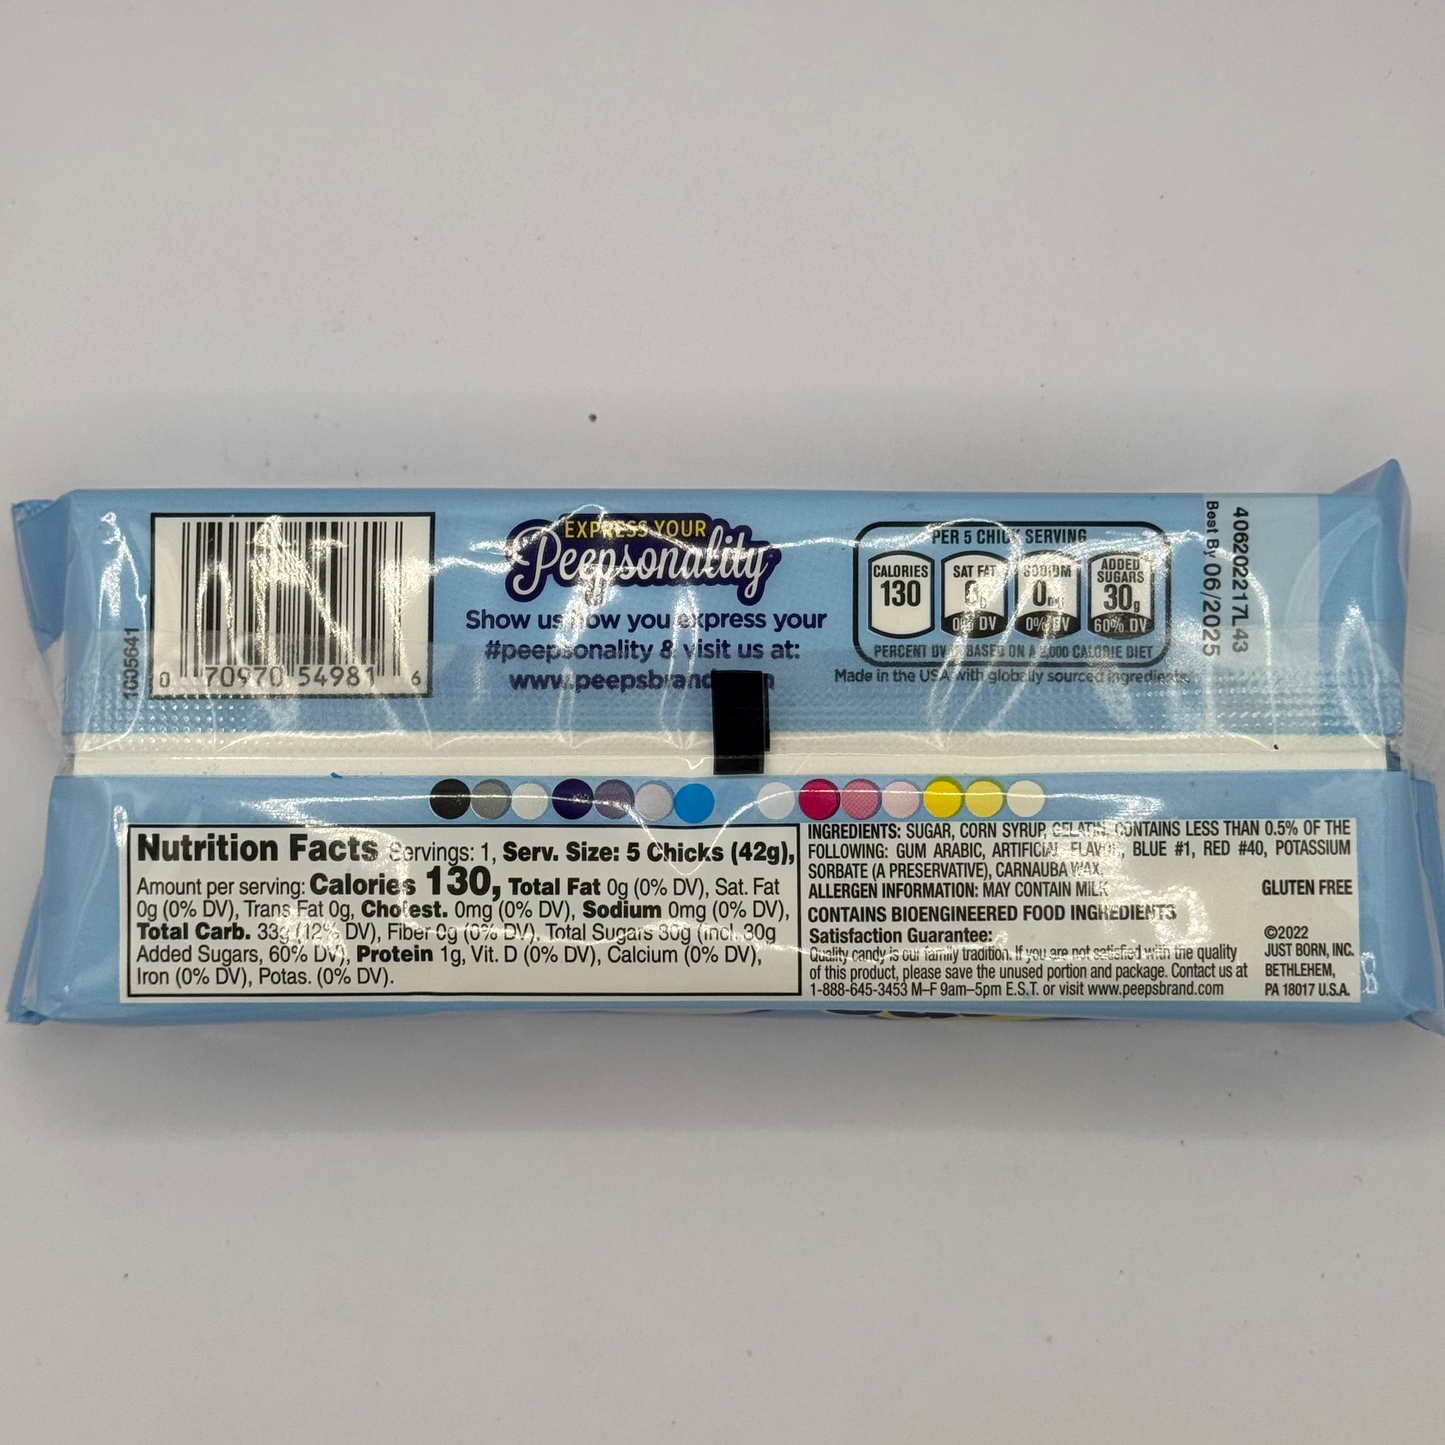 1005641
0 70970 54981 6
EXPRESS YOUR
Peepsonality
Show us how you express your
#peepsonality & visit us at:
www.peepsbrand
PER 5 CHICK SERVING
CALORIES
130
SAT FAT
0g
0% DV
SODIUM
0mg
0% DV
ADDED
SUGARS
30g
60% DV
PERCENT DV BASED ON A 2,000 CALORIE DIET
Made in the USA with globally sourced ingredients.
406202217L43
Best By 06/2025
Nutrition Facts Servings: 1, Serv. Size: 5 Chicks (42g),
Amount per serving: Calories 130, Total Fat 0g (0% DV), Sat. Fat
0g (0% DV), Trans Fat 0g, Cholest. 0mg (0% DV), Sodium 0mg (0% DV),
Total Carb. 33g (12% DV), Fiber 0g (0% DV), Total Sugars 30g (incl. 30g
Added Sugars, 60% DV), Protein 1g, Vit. D (0% DV), Calcium (0% DV),
Iron (0% DV), Potas. (0% DV).
INGREDIENTS: SUGAR, CORN SYRUP, GELATIN, CONTAINS LESS THAN 0.5% OF THE
FOLLOWING: GUM ARABIC, ARTIFICIAL FLAVOR, BLUE #1, RED #40, POTASSIUM
SORBATE (A PRESERVATIVE), CARNAUBA WAX.
ALLERGEN INFORMATION: MAY CONTAIN MILK
GLUTEN FREE
CONTAINS BIOENGINEERED FOOD INGREDIENTS
Satisfaction Guarantee:
Quality candy is our family tradition. If you are not satisfied with the quality
of this product, please save the unused portion and package. Contact us at
1-888-645-3453 M–F 9am–5pm E.S.T. or visit www.peepsbrand.com
©2022
JUST BORN, INC.
BETHLEHEM,
PA 18017 U.S.A.
B